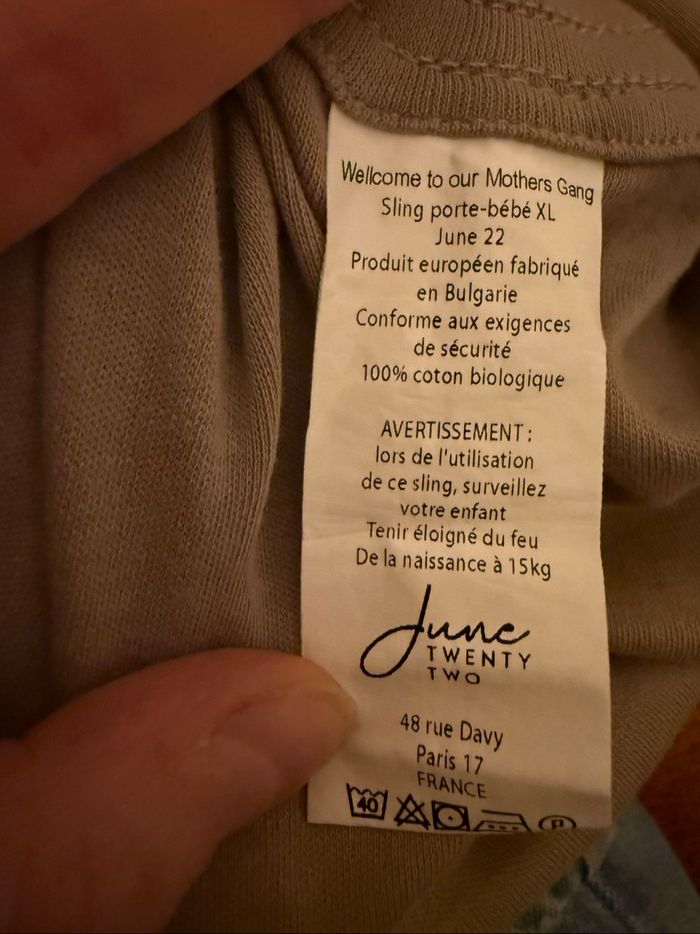 Wellcome to our Mothers Gang
Sling porte-bébé XL
June 22
Produit européen fabriqué
en Bulgarie
Conforme aux exigences
de sécurité
100% coton biologique
AVERTISSEMENT :
lors de l'utilisation
de ce sling, surveillez
votre enfant
Tenir éloigné du feu
De la naissance à 15kg
June
TWENTY
TWO
48 rue Davy
Paris 17
FRANCE
40 P